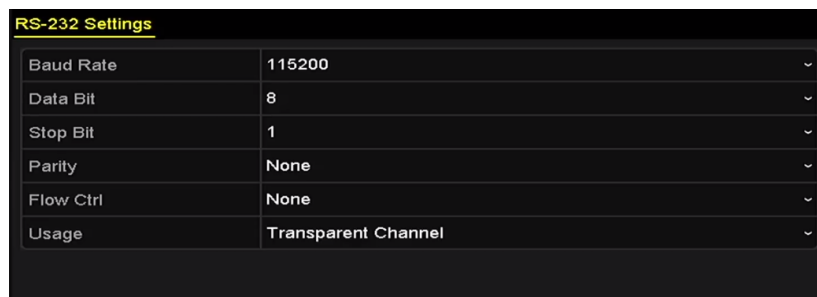 RS-232 Settings
Baud Rate 115200
Data Bit 8
Stop Bit 1
Parity None
Flow Ctrl None
Usage Transparent Channel